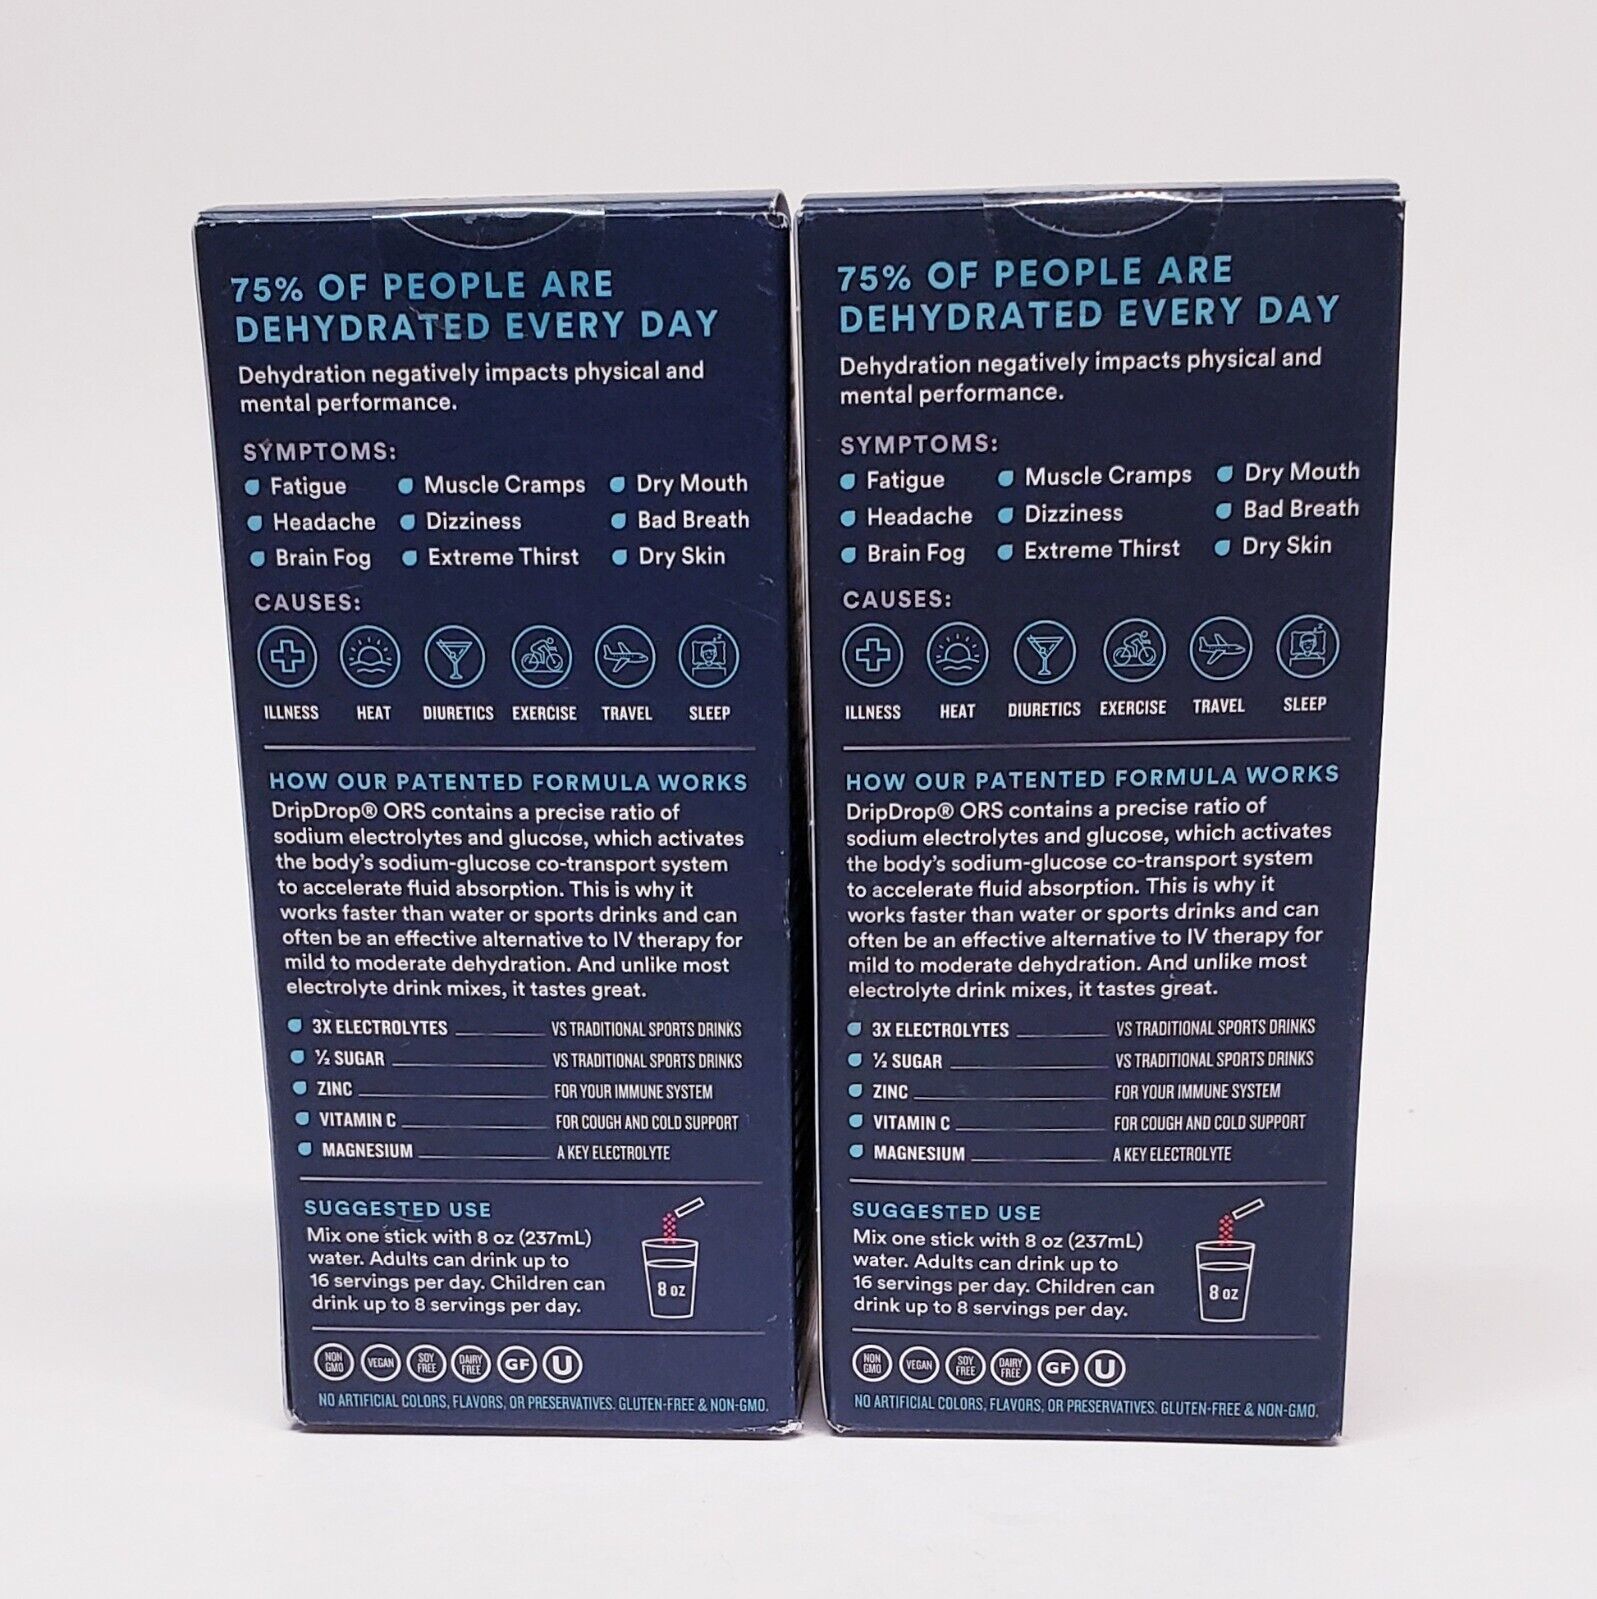 75% OF PEOPLE ARE
DEHYDRATED EVERY DAY
Dehydration negatively impacts physical and
mental performance.
SYMPTOMS:
Fatigue Muscle Cramps Dry Mouth
Headache Dizziness Bad Breath
Brain Fog Extreme Thirst Dry Skin
CAUSES:
ILLNESS HEAT DIURETICS EXERCISE TRAVEL SLEEP
HOW OUR PATENTED FORMULA WORKS
DripDrop® ORS contains a precise ratio of
sodium electrolytes and glucose, which activates
the body's sodium-glucose co-transport system
to accelerate fluid absorption. This is why it
works faster than water or sports drinks and can
often be an effective alternative to IV therapy for
mild to moderate dehydration. And unlike most
electrolyte drink mixes, it tastes great.
3X ELECTROLYTES VS TRADITIONAL SPORTS DRINKS
½ SUGAR VS TRADITIONAL SPORTS DRINKS
ZINC FOR YOUR IMMUNE SYSTEM
VITAMIN C FOR COUGH AND COLD SUPPORT
MAGNESIUM A KEY ELECTROLYTE
SUGGESTED USE
Mix one stick with 8 oz (237mL)
water. Adults can drink up to
16 servings per day. Children can
drink up to 8 servings per day.
8 oz
NON GMO VEGAN SOY FREE DAIRY FREE GF U
NO ARTIFICIAL COLORS, FLAVORS, OR PRESERVATIVES. GLUTEN-FREE & NON-GMO.
75% OF PEOPLE ARE
DEHYDRATED EVERY DAY
Dehydration negatively impacts physical and
mental performance.
SYMPTOMS:
Fatigue Muscle Cramps Dry Mouth
Headache Dizziness Bad Breath
Brain Fog Extreme Thirst Dry Skin
CAUSES:
ILLNESS HEAT DIURETICS EXERCISE TRAVEL SLEEP
HOW OUR PATENTED FORMULA WORKS
DripDrop® ORS contains a precise ratio of
sodium electrolytes and glucose, which activates
the body's sodium-glucose co-transport system
to accelerate fluid absorption. This is why it
works faster than water or sports drinks and can
often be an effective alternative to IV therapy for
mild to moderate dehydration. And unlike most
electrolyte drink mixes, it tastes great.
3X ELECTROLYTES VS TRADITIONAL SPORTS DRINKS
½ SUGAR VS TRADITIONAL SPORTS DRINKS
ZINC FOR YOUR IMMUNE SYSTEM
VITAMIN C FOR COUGH AND COLD SUPPORT
MAGNESIUM A KEY ELECTROLYTE
SUGGESTED USE
Mix one stick with 8 oz (237mL)
water. Adults can drink up to
16 servings per day. Children can
drink up to 8 servings per day.
8 oz
NON GMO VEGAN SOY FREE DAIRY FREE GF U
NO ARTIFICIAL COLORS, FLAVORS, OR PRESERVATIVES. GLUTEN-FREE & NON-GMO.